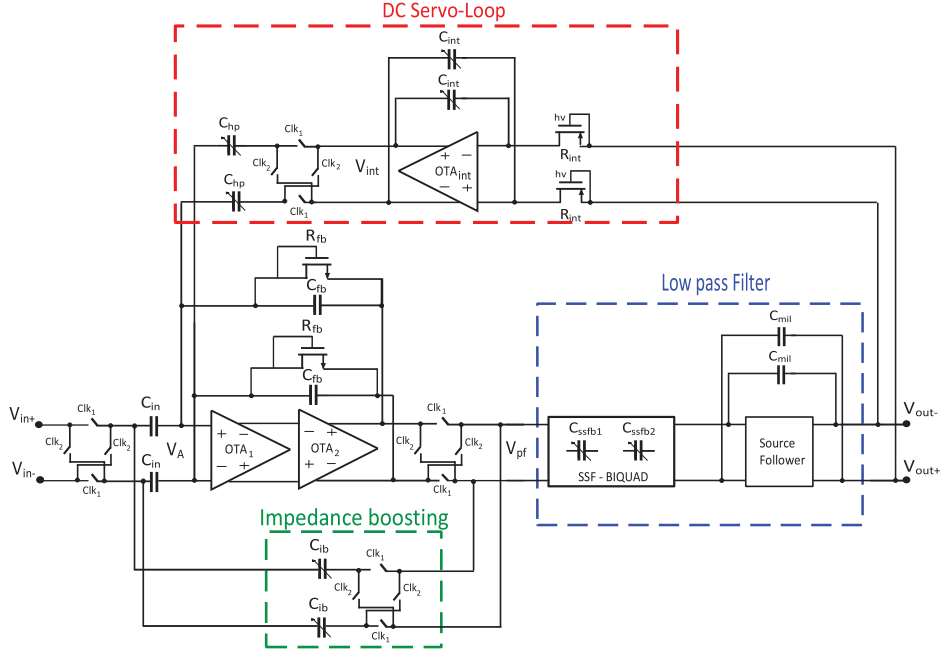 DC Servo-Loop
Cint
Cint
Chp
Clk1
Clk2
Clk2
Vint
+ −
OTAint
− +
hv
Rint
hv
Rint
Chp
Clk1
Rfb
Cfb
Rfb
Cfb
Low pass Filter
Cmil
Cmil
Vin+
Clk1
Clk2
Clk2
Vin-
Clk1
Cin
VA
Cin
+ −
OTA1
− +
+ −
OTA2
+ −
Clk1
Clk2
Clk2
Clk1
Vpf
Cssfb1
Cssfb2
SSF - BIQUAD
Source
Follower
Vout-
Vout+
Impedance boosting
Cib
Clk1
Clk2
Clk2
Cib
Clk1